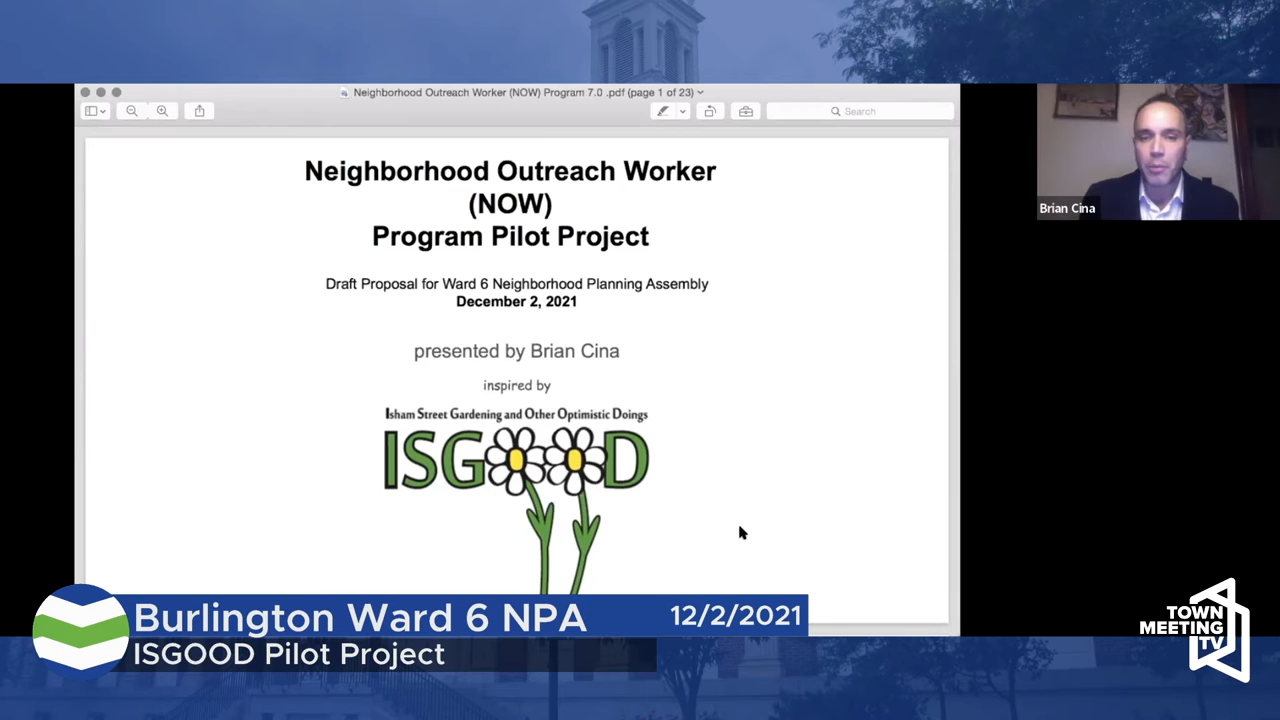 Neighborhood Outreach Worker (NOW) Program 7.0 .pdf (page 1 of 23)
Search
Neighborhood Outreach Worker
(NOW)
Program Pilot Project
Draft Proposal for Ward 6 Neighborhood Planning Assembly
December 2, 2021
presented by Brian Cina
inspired by
Isham Street Gardening and Other Optimistic Doings
ISGOOD
Brian Cina
Burlington Ward 6 NPA
12/2/2021
ISGOOD Pilot Project
TOWN
MEETING
TV